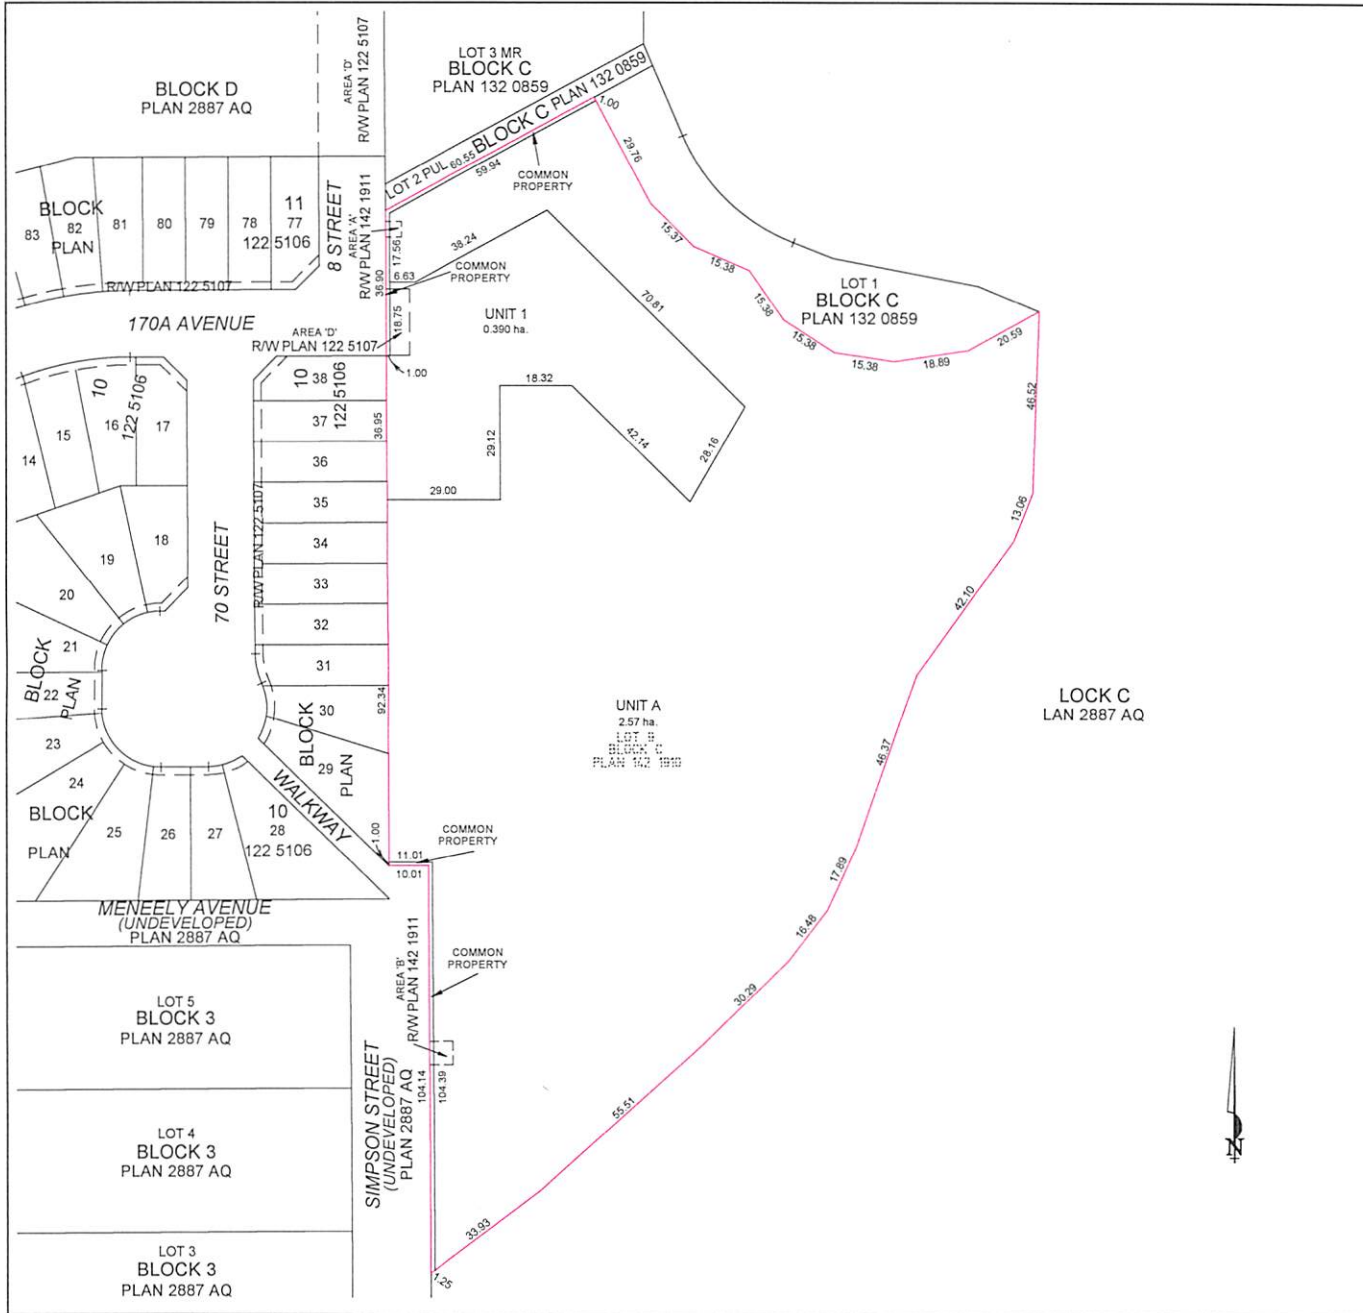 BLOCK D
PLAN 2887 AQ
AREA 'D'
R/W PLAN 122 5107
LOT 3 MR
BLOCK C
PLAN 132 0859
LOT 2 PUL
60.55
BLOCK C PLAN 132 0859
59.94
1.00
COMMON
PROPERTY
29.76
15.37
15.38
15.38
15.38
15.38
18.89
20.59
LOT 1
BLOCK C
PLAN 132 0859
BLOCK
PLAN
83
82
81
80
79
78
11
77
122 5106
R/W PLAN 122 5107
8 STREET
AREA 'A'
R/W PLAN 142 1911
17.56
36.90
6.63
38.24
COMMON
PROPERTY
18.75
UNIT 1
0.390 ha.
70.81
170A AVENUE
AREA 'D'
R/W PLAN 122 5107
1.00
18.32
29.12
42.14
28.16
29.00
36.95
46.52
13.06
42.10
10
122 5106
14
15
16
17
18
19
20
10
122 5106
38
37
36
35
34
33
32
31
30
29
70 STREET
R/W PLAN 122 5107
BLOCK
PLAN
21
22
23
24
BLOCK
PLAN
25
26
27
10
28
122 5106
BLOCK
PLAN
WALKWAY
92.34
1.00
UNIT A
2.57 ha.
LOT 9
BLOCK C
PLAN 142 1910
LOCK C
LAN 2887 AQ
46.37
17.89
16.48
30.29
55.51
33.93
1.25
11.01
10.01
COMMON
PROPERTY
MENEELY AVENUE
(UNDEVELOPED)
PLAN 2887 AQ
AREA 'B'
R/W PLAN 142 1911
COMMON
PROPERTY
104.14
104.39
SIMPSON STREET
(UNDEVELOPED)
PLAN 2887 AQ
LOT 5
BLOCK 3
PLAN 2887 AQ
LOT 4
BLOCK 3
PLAN 2887 AQ
LOT 3
BLOCK 3
PLAN 2887 AQ
N